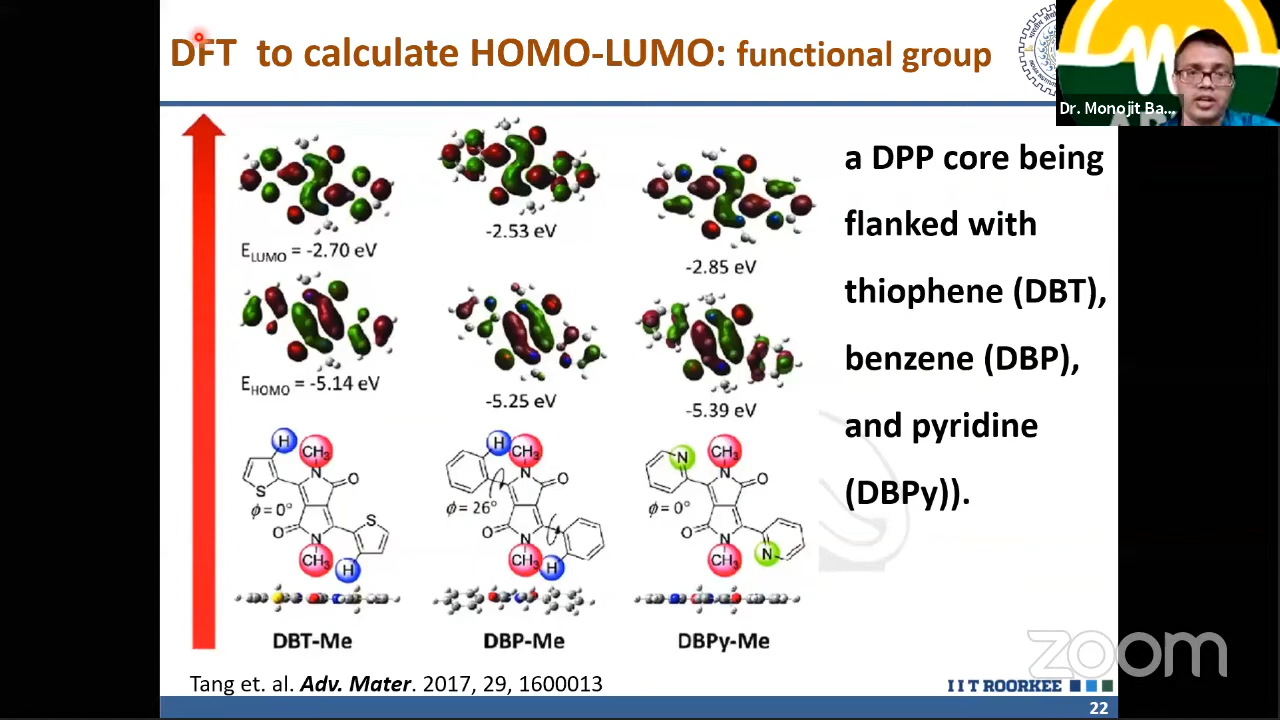 DFT to calculate HOMO-LUMO: functional group
Dr. Monojit Ba...
a DPP core being
flanked with
thiophene (DBT),
benzene (DBP),
and pyridine
(DBPy)).
E_LUMO = -2.70 eV
-2.53 eV
-2.85 eV
E_HOMO = -5.14 eV
-5.25 eV
-5.39 eV
H CH₃ N O S ϕ = 0° O N S CH₃ H
H CH₃ N O ϕ = 26° O N CH₃ H
N CH₃ N O ϕ = 0° O N N CH₃
DBT-Me
DBP-Me
DBPy-Me
Tang et. al. Adv. Mater. 2017, 29, 1600013
zoom
I I T ROORKEE
22